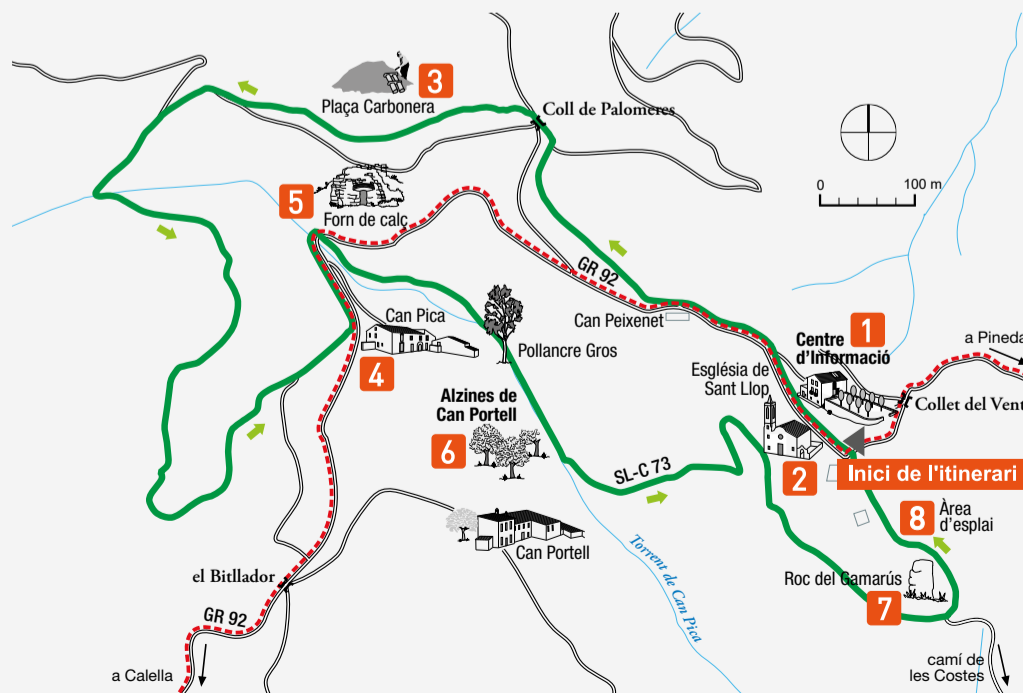 3
Plaça Carbonera
Coll de Palomeres
0
100 m
5
Forn de calç
GR 92
Can Peixenet
1
Centre
d'Informació
a Pineda
Can Pica
4
Pollancre Gros
Església de
Sant Llop
Collet del Vent
Alzines de
Can Portell
6
SL-C 73
2
Inici de l'itinerari
8
Àrea
d'esplai
Can Portell
Torrent de Can Pica
el Bitllador
Roc del Gamarús
7
GR 92
a Calella
camí de
les Costes